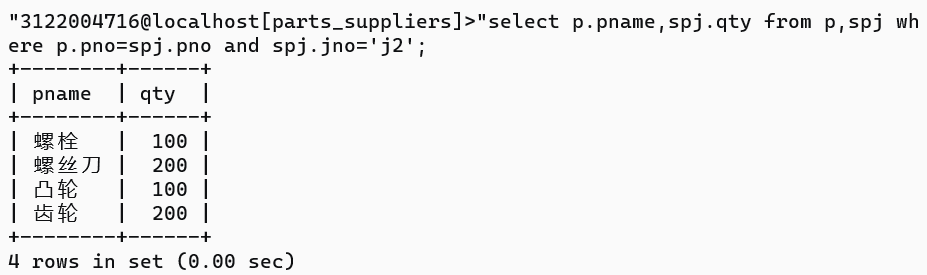 "3122004716@localhost[parts_suppliers]>"select p.pname,spj.qty from p,spj wh
ere p.pno=spj.pno and spj.jno='j2';
+--------+------+
| pname  | qty  |
+--------+------+
| 螺栓   |  100 |
| 螺丝刀 |  200 |
| 凸轮   |  100 |
| 齿轮   |  200 |
+--------+------+
4 rows in set (0.00 sec)